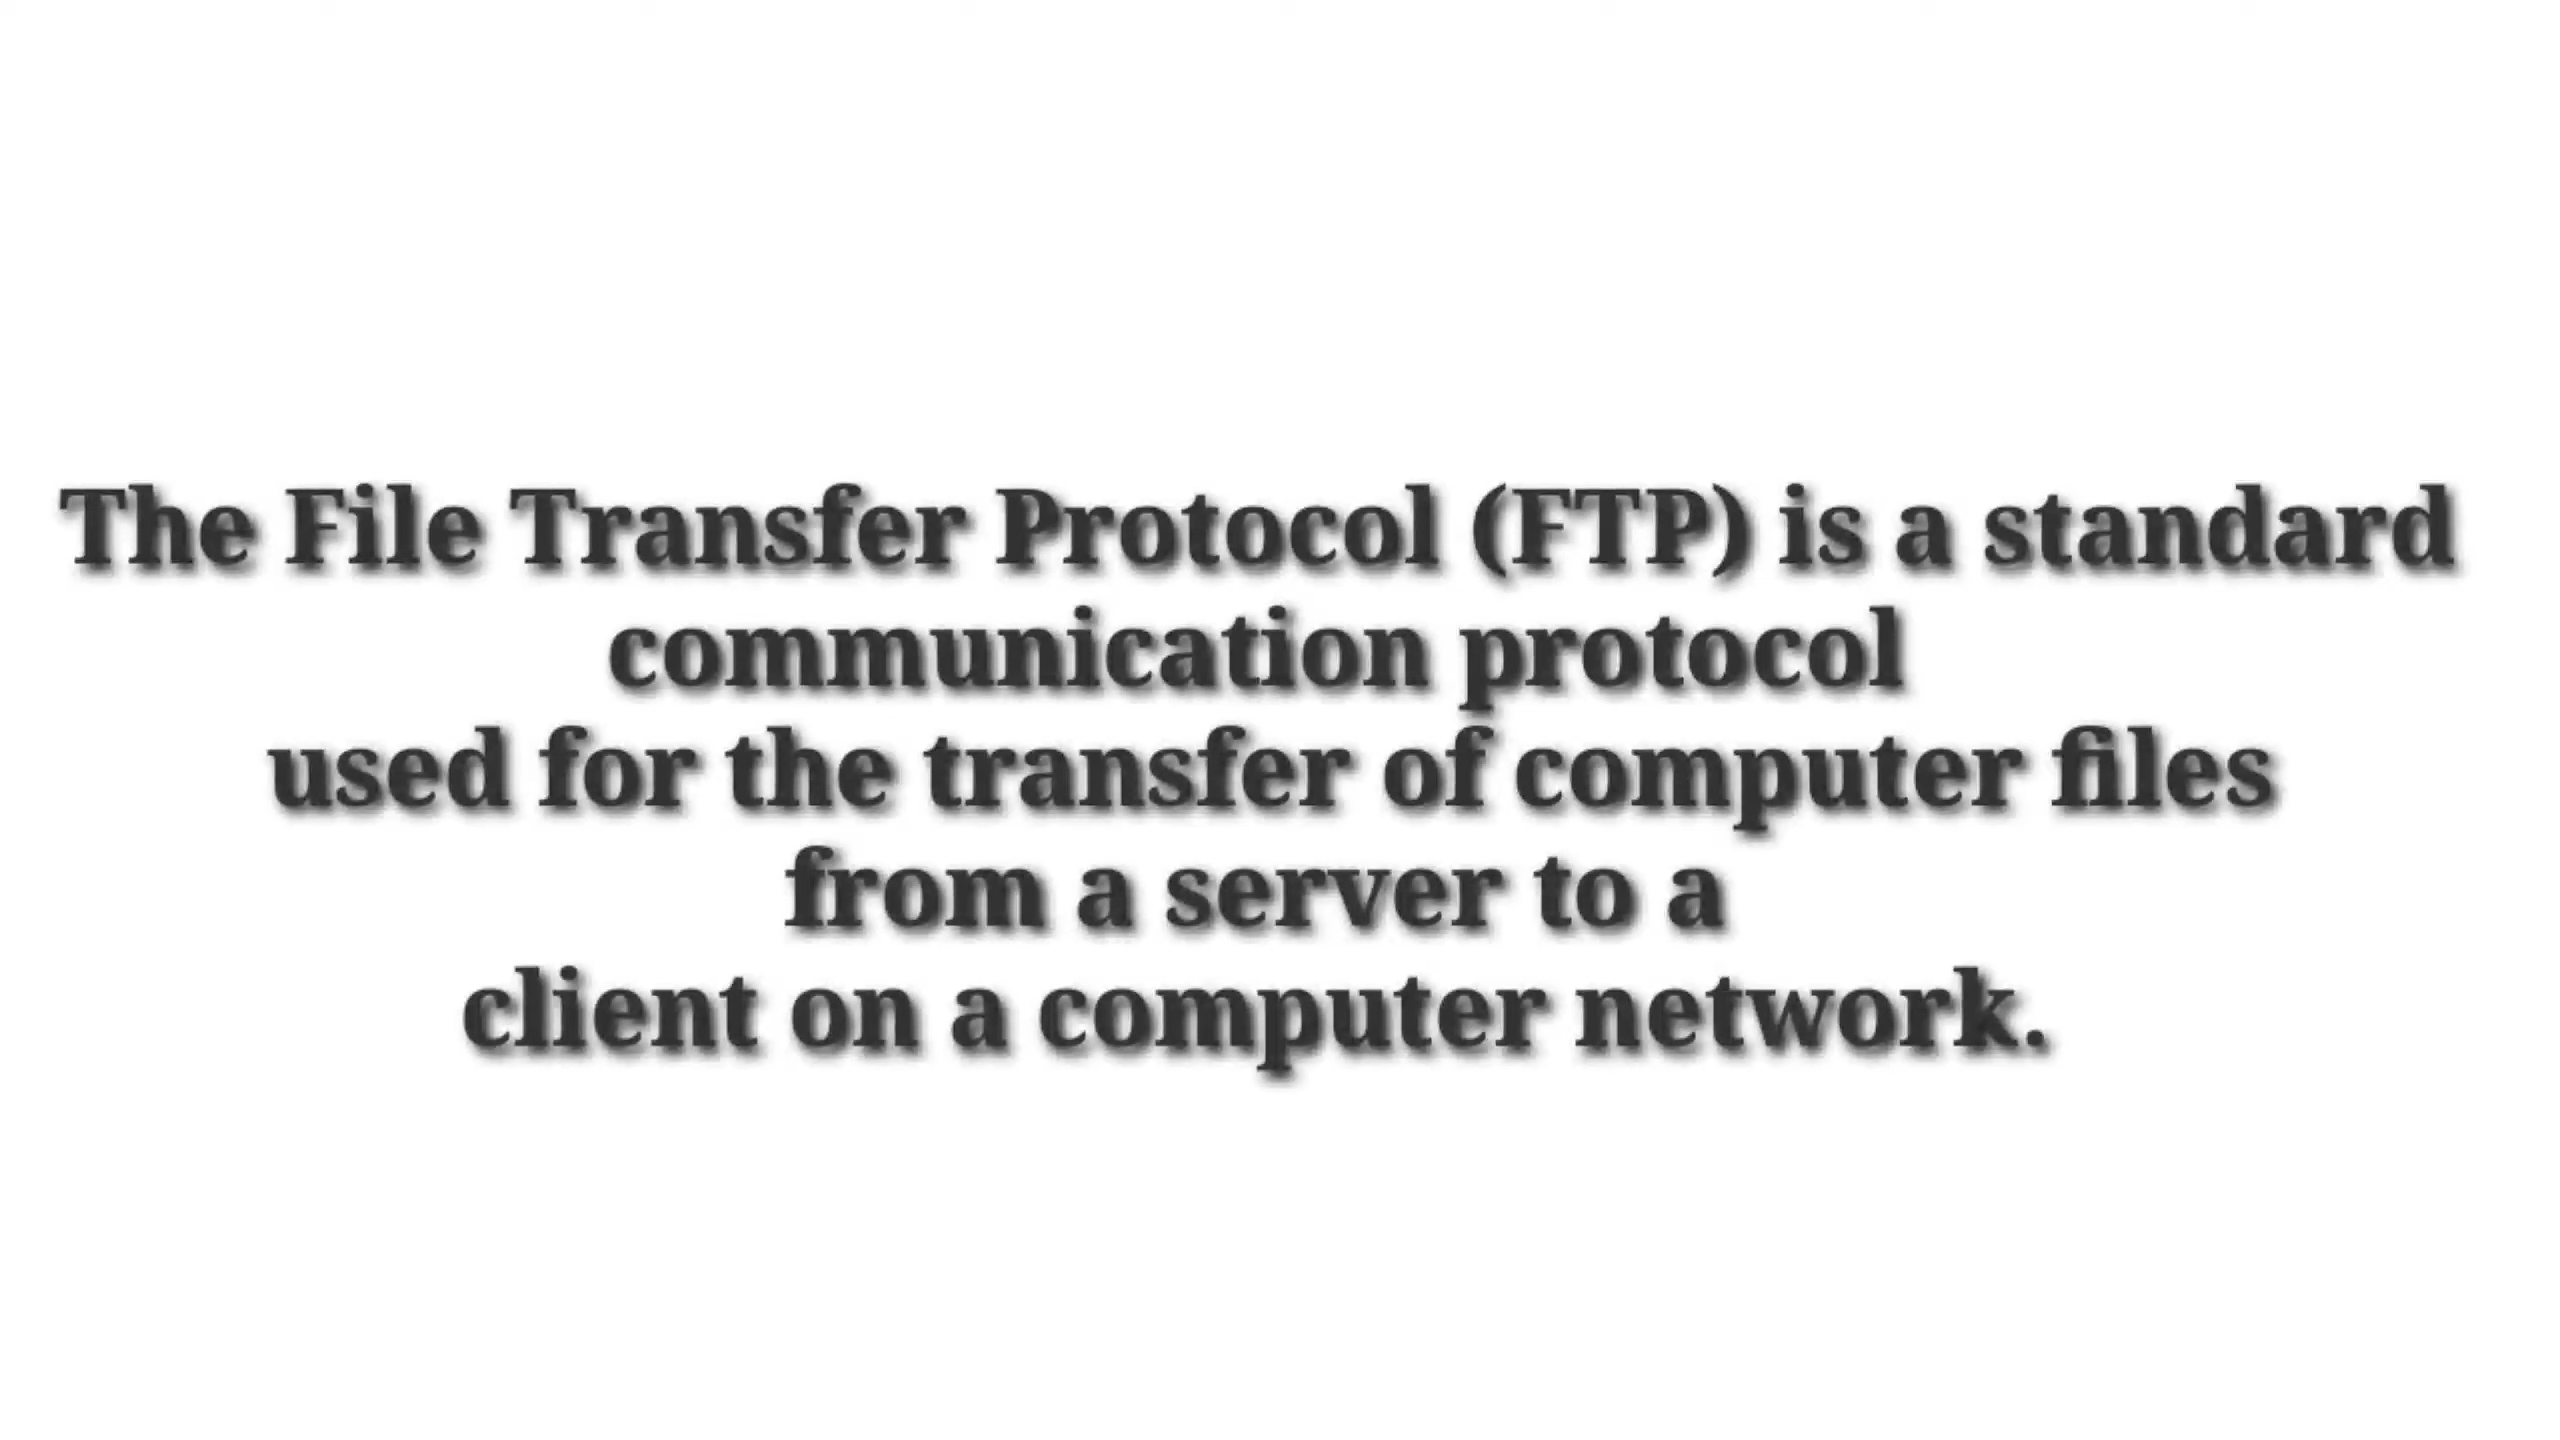 The File Transfer Protocol (FTP) is a standard
communication protocol
used for the transfer of computer files
from a server to a
client on a computer network.